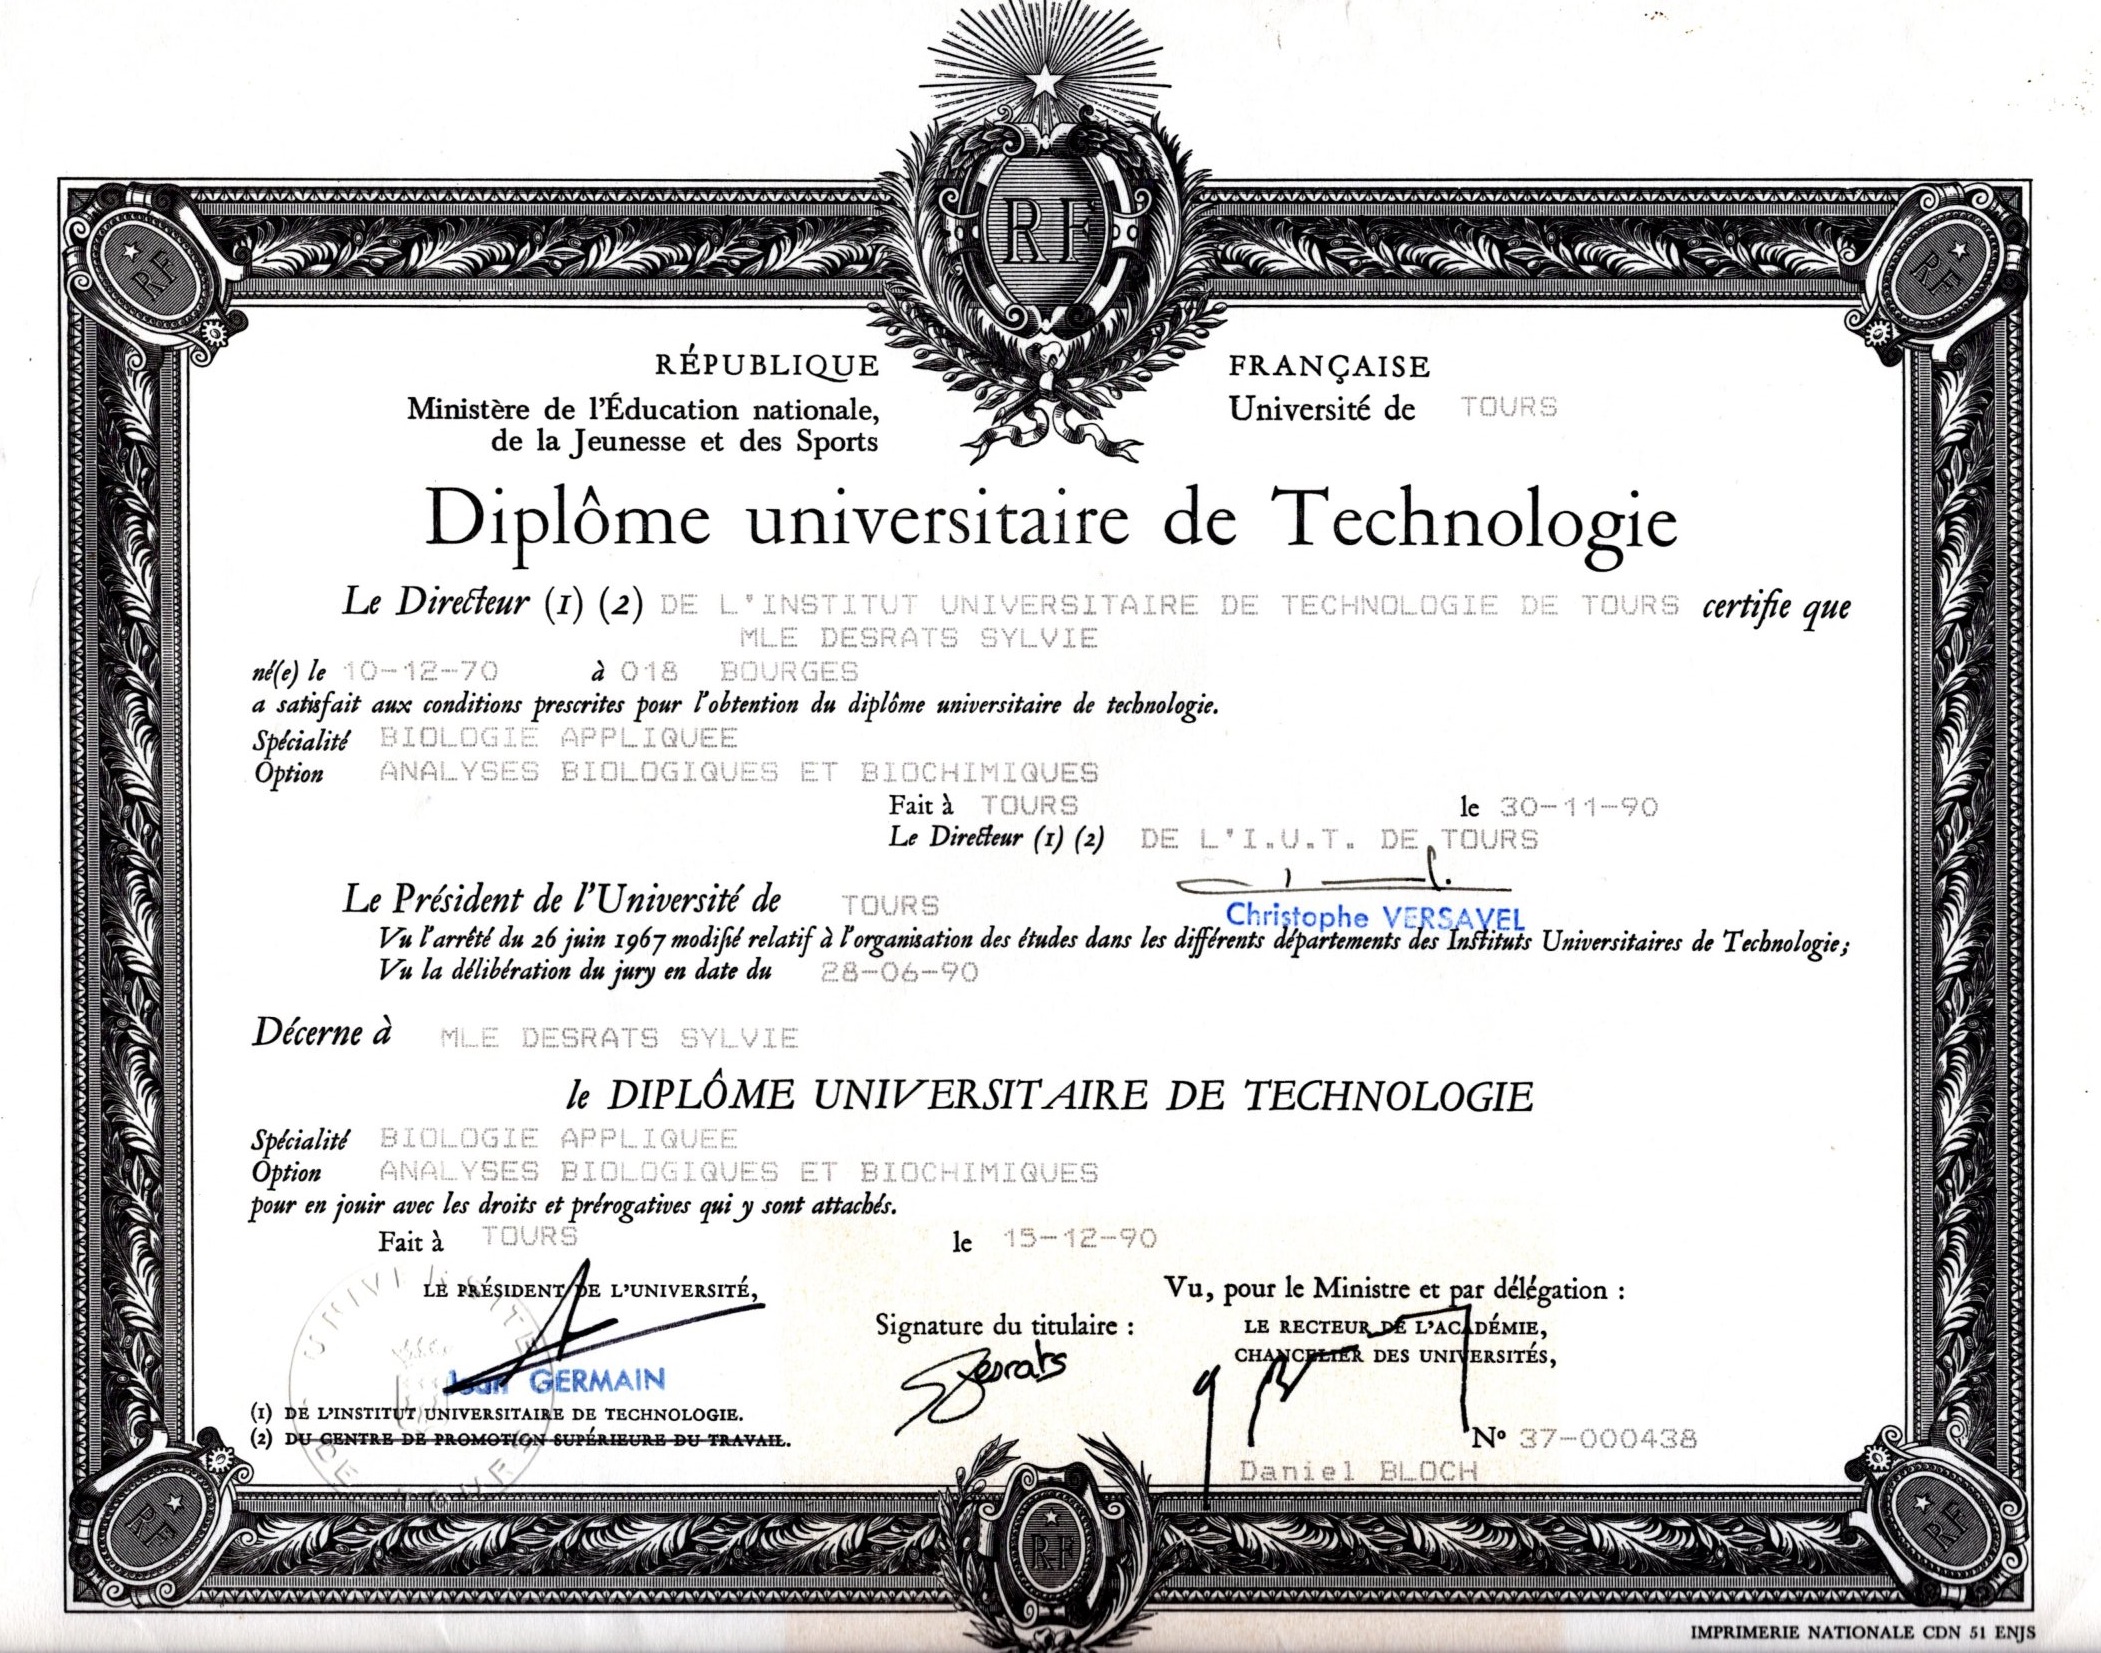 RF
RF
RF
RÉPUBLIQUE FRANÇAISE
Ministère de l'Éducation nationale,
de la Jeunesse et des Sports
Université de TOURS
Diplôme universitaire de Technologie
Le Directeur (1) (2) DE L'INSTITUT UNIVERSITAIRE DE TECHNOLOGIE DE TOURS certifie que
MLE DESRATS SYLVIE
né(e) le 10-12-70 à 018 BOURGES
a satisfait aux conditions prescrites pour l'obtention du diplôme universitaire de technologie.
Spécialité BIOLOGIE APPLIQUEE
Option ANALYSES BIOLOGIQUES ET BIOCHIMIQUES
Fait à TOURS le 30-11-90
Le Directeur (1) (2) DE L'I.U.T. DE TOURS
Christophe VERSAVEL
Le Président de l'Université de TOURS
Vu l'arrêté du 26 juin 1967 modifié relatif à l'organisation des études dans les différents départements des Instituts Universitaires de Technologie;
Vu la délibération du jury en date du 28-06-90
Décerne à MLE DESRATS SYLVIE
le DIPLÔME UNIVERSITAIRE DE TECHNOLOGIE
Spécialité BIOLOGIE APPLIQUEE
Option ANALYSES BIOLOGIQUES ET BIOCHIMIQUES
pour en jouir avec les droits et prérogatives qui y sont attachés.
Fait à TOURS le 15-12-90
LE PRÉSIDENT DE L'UNIVERSITÉ,
Jean GERMAIN
UNIVERSITE DE TOURS
Signature du titulaire :
SDesrats
Vu, pour le Ministre et par délégation :
LE RECTEUR DE L'ACADÉMIE,
CHANCELIER DES UNIVERSITÉS,
(1) DE L'INSTITUT UNIVERSITAIRE DE TECHNOLOGIE.
(2) DU CENTRE DE PROMOTION SUPÉRIEURE DU TRAVAIL.
Nº 37-000438
Daniel BLOCH
RF
RF
RF
IMPRIMERIE NATIONALE CDN 51 ENJS